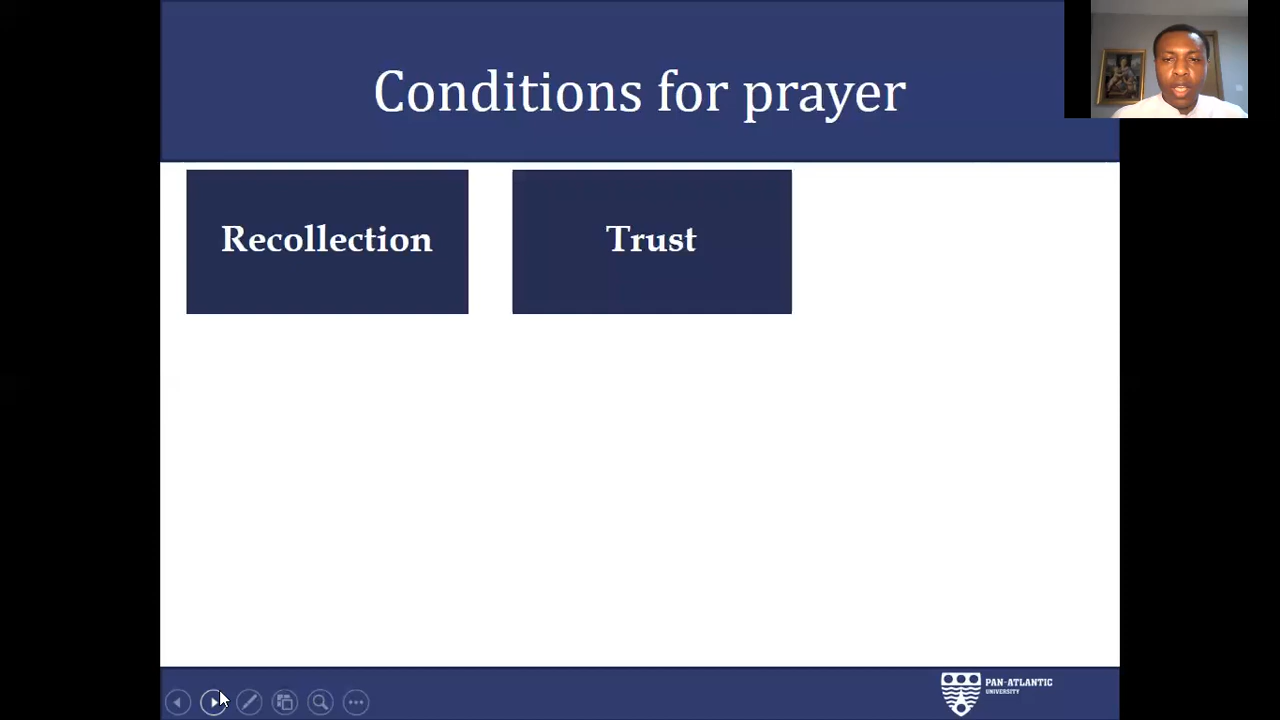 Conditions for prayer
Recollection
Trust
PAN-ATLANTIC
UNIVERSITY